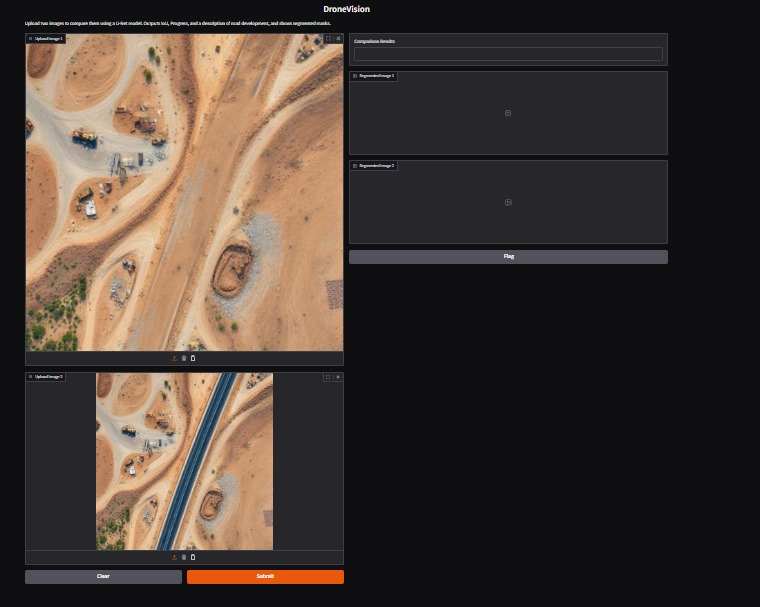 DroneVision
Upload two images to compare them using a U-Net model. Outputs IoU, Progress, and a description of road development, and shows segmented masks.
Upload Image 1
Upload Image 2
Clear
Submit
Comparison Results
Segmented Image 1
Segmented Image 2
Flag